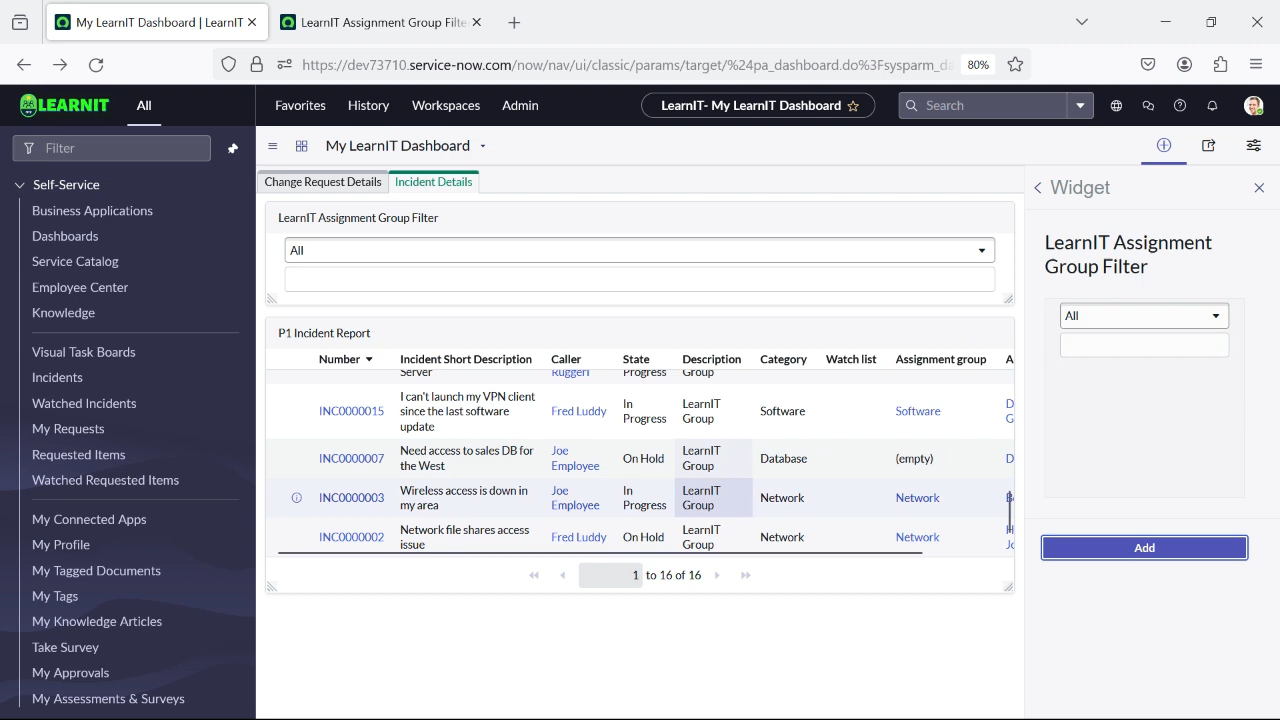 My LearnIT Dashboard | LearnIT
LearnIT Assignment Group Filte
https://dev73710.service-now.com/now/nav/ui/classic/params/target/%24pa_dashboard.do%3Fsysparm_da
80%
LEARNIT
All
Favorites
History
Workspaces
Admin
LearnIT- My LearnIT Dashboard
Search
Filter
Self-Service
Business Applications
Dashboards
Service Catalog
Employee Center
Knowledge
Visual Task Boards
Incidents
Watched Incidents
My Requests
Requested Items
Watched Requested Items
My Connected Apps
My Profile
My Tagged Documents
My Tags
My Knowledge Articles
Take Survey
My Approvals
My Assessments & Surveys
My LearnIT Dashboard
Change Request Details
Incident Details
LearnIT Assignment Group Filter
All
P1 Incident Report
Number Incident Short Description Caller State Description Category Watch list Assignment group A
Server Ruggeri Progress Group
INC0000015 I can't launch my VPN client since the last software update Fred Luddy In Progress LearnIT Group Software Software D G
INC0000007 Need access to sales DB for the West Joe Employee On Hold LearnIT Group Database (empty) D
INC0000003 Wireless access is down in my area Joe Employee In Progress LearnIT Group Network Network
INC0000002 Network file shares access issue Fred Luddy On Hold LearnIT Group Network Network Jo
1 to 16 of 16
Widget
LearnIT Assignment
Group Filter
All
Add